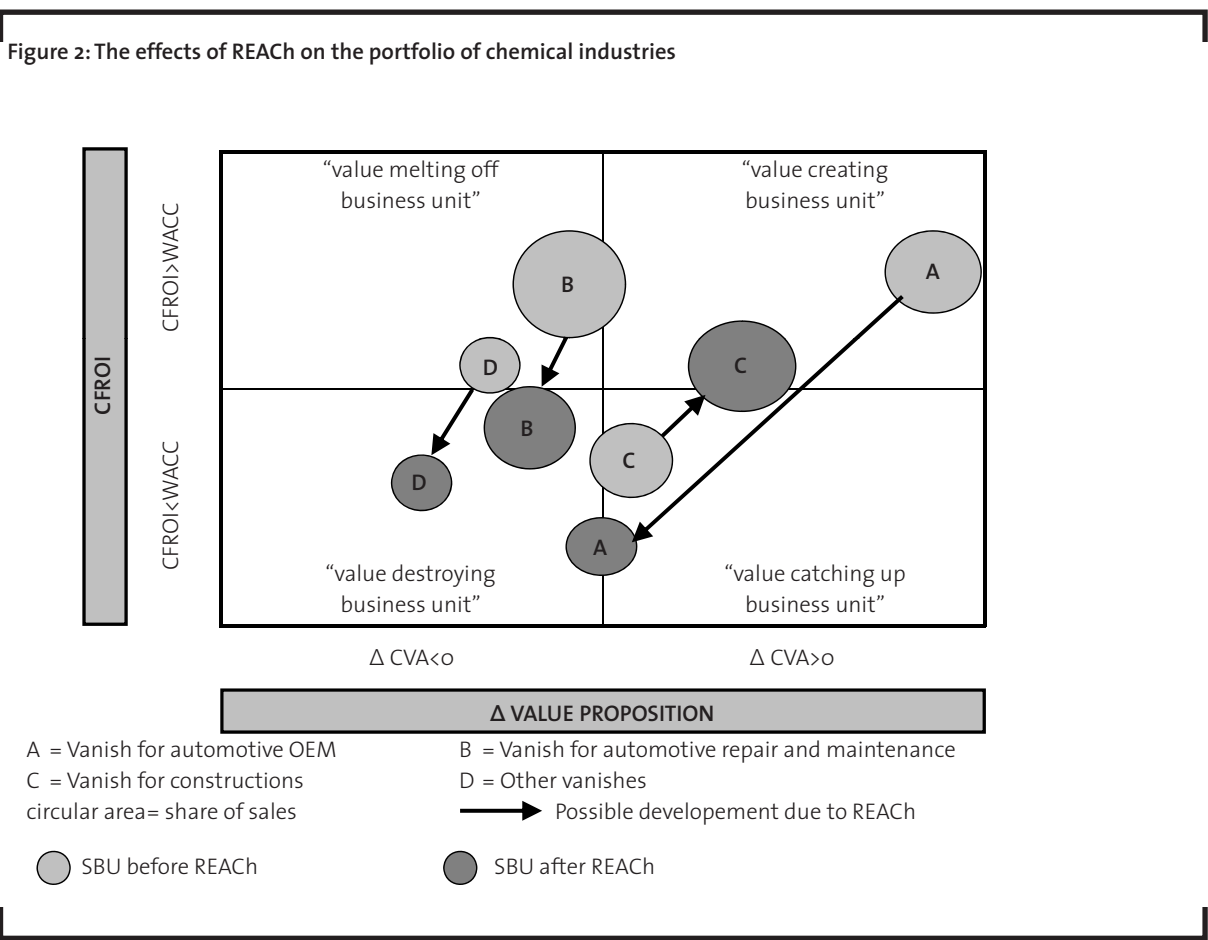 Figure 2: The effects of REACh on the portfolio of chemical industries
“value melting off
business unit”
“value creating
business unit”
CFROI
CFROI>WACC
CFROI<WACC
B
A
D
C
B
C
D
A
“value destroying
business unit”
“value catching up
business unit”
Δ CVA<0
Δ CVA>0
Δ VALUE PROPOSITION
A = Vanish for automotive OEM
B = Vanish for automotive repair and maintenance
C = Vanish for constructions
D = Other vanishes
circular area= share of sales
Possible developement due to REACh
SBU before REACh
SBU after REACh